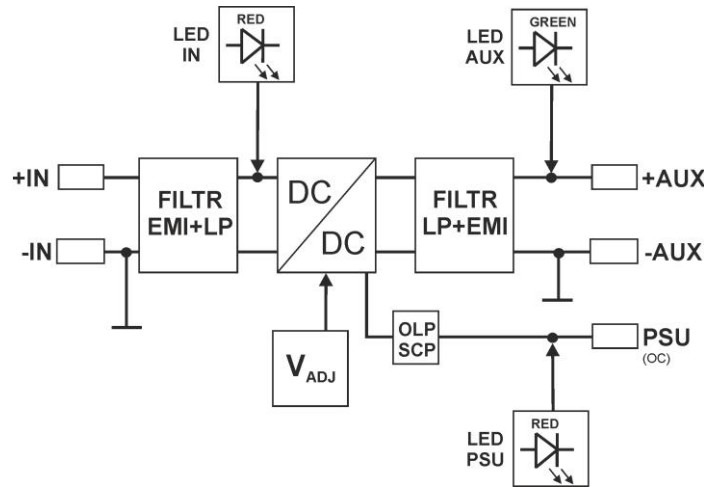 LED
IN
RED
LED
AUX
GREEN
+IN
FILTR
EMI+LP
DC
DC
FILTR
LP+EMI
+AUX
-IN
-AUX
V ADJ
OLP
SCP
PSU
(OC)
LED
PSU
RED